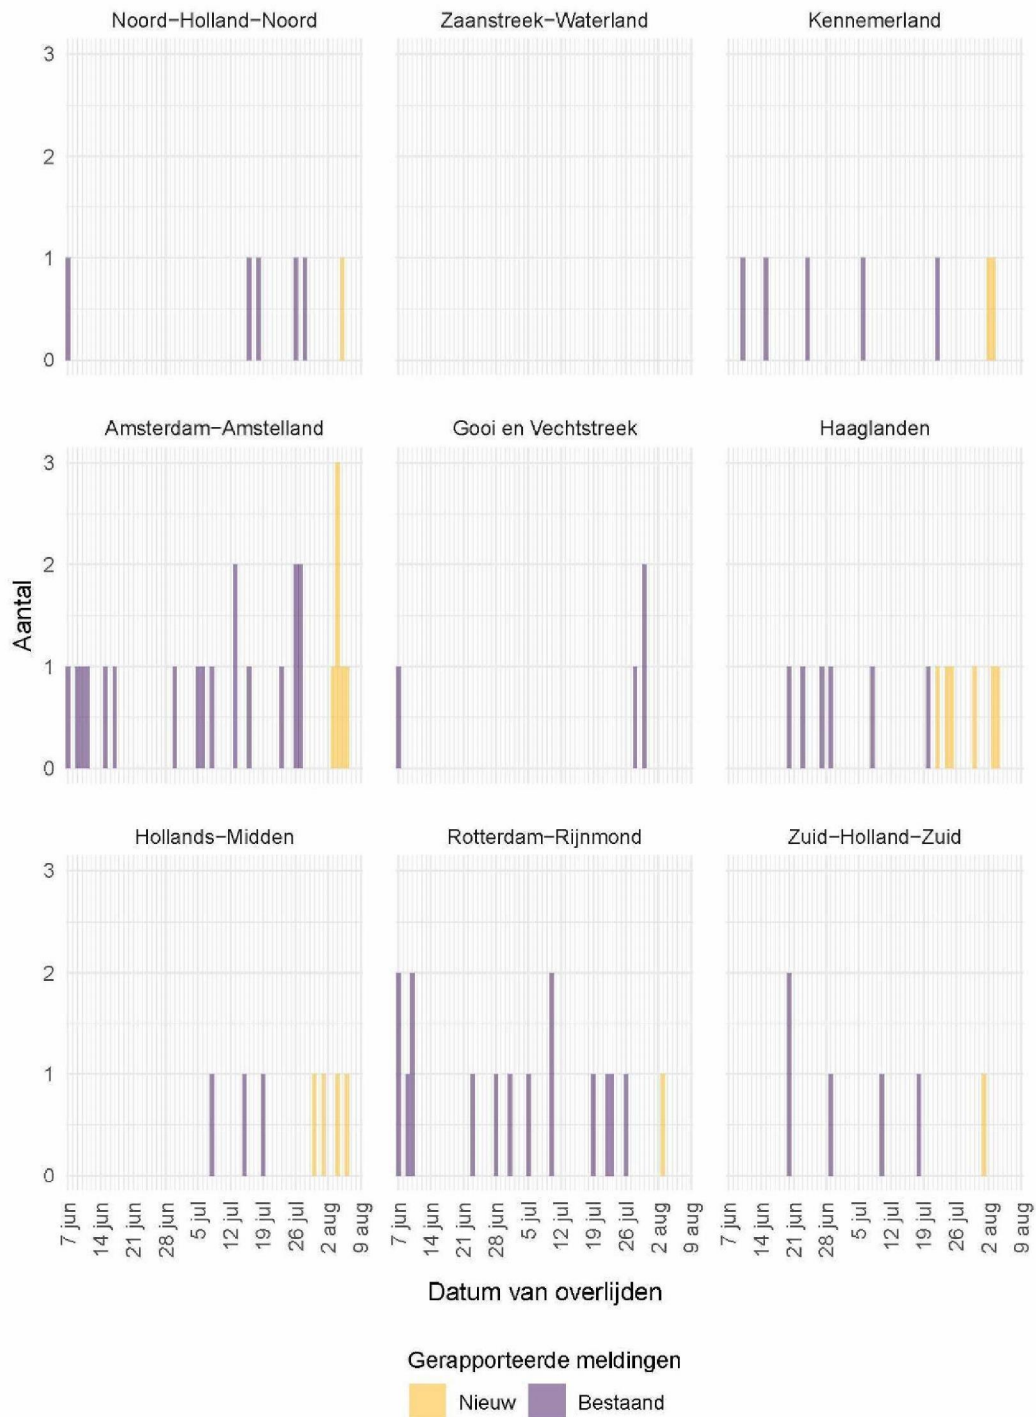 Noord-Holland-Noord Zaanstreek-Waterland Kennemerland
3
2
1
0
Amsterdam-Amstelland Gooi en Vechtstreek Haaglanden
3
2
1
0
Aantal
Hollands-Midden Rotterdam-Rijnmond Zuid-Holland-Zuid
3
2
1
0
7 jun 14 jun 21 jun 28 jun 5 jul 12 jul 19 jul 26 jul 2 aug 9 aug 7 jun 14 jun 21 jun 28 jun 5 jul 12 jul 19 jul 26 jul 2 aug 9 aug 7 jun 14 jun 21 jun 28 jun 5 jul 12 jul 19 jul 26 jul 2 aug 9 aug
Datum van overlijden
Gerapporteerde meldingen
Nieuw Bestaand